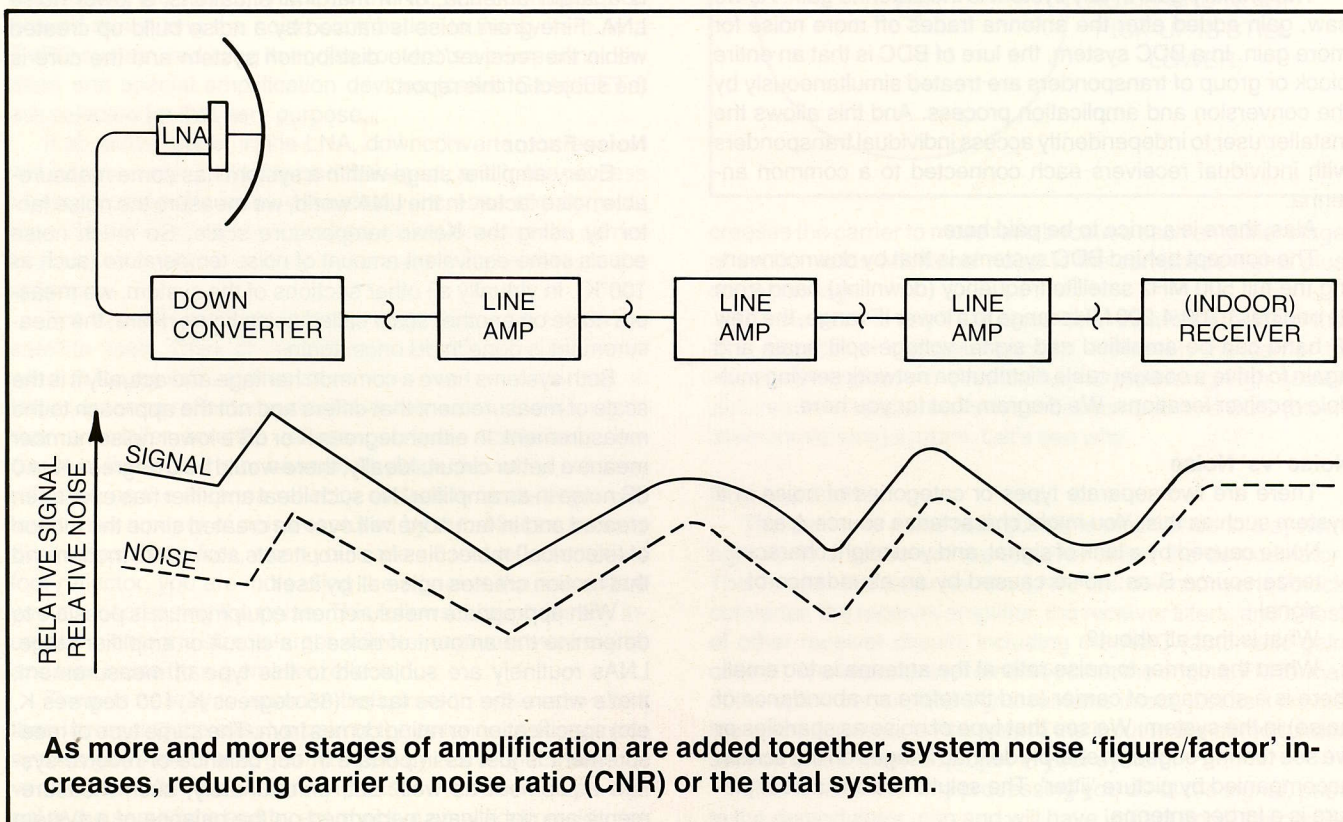 LNA
DOWN
CONVERTER
LINE
AMP
LINE
AMP
LINE
AMP
(INDOOR)
RECEIVER
RELATIVE SIGNAL
RELATIVE NOISE
SIGNAL
NOISE
As more and more stages of amplification are added together, system noise ‘figure/factor’ in-
creases, reducing carrier to noise ratio (CNR) or the total system.